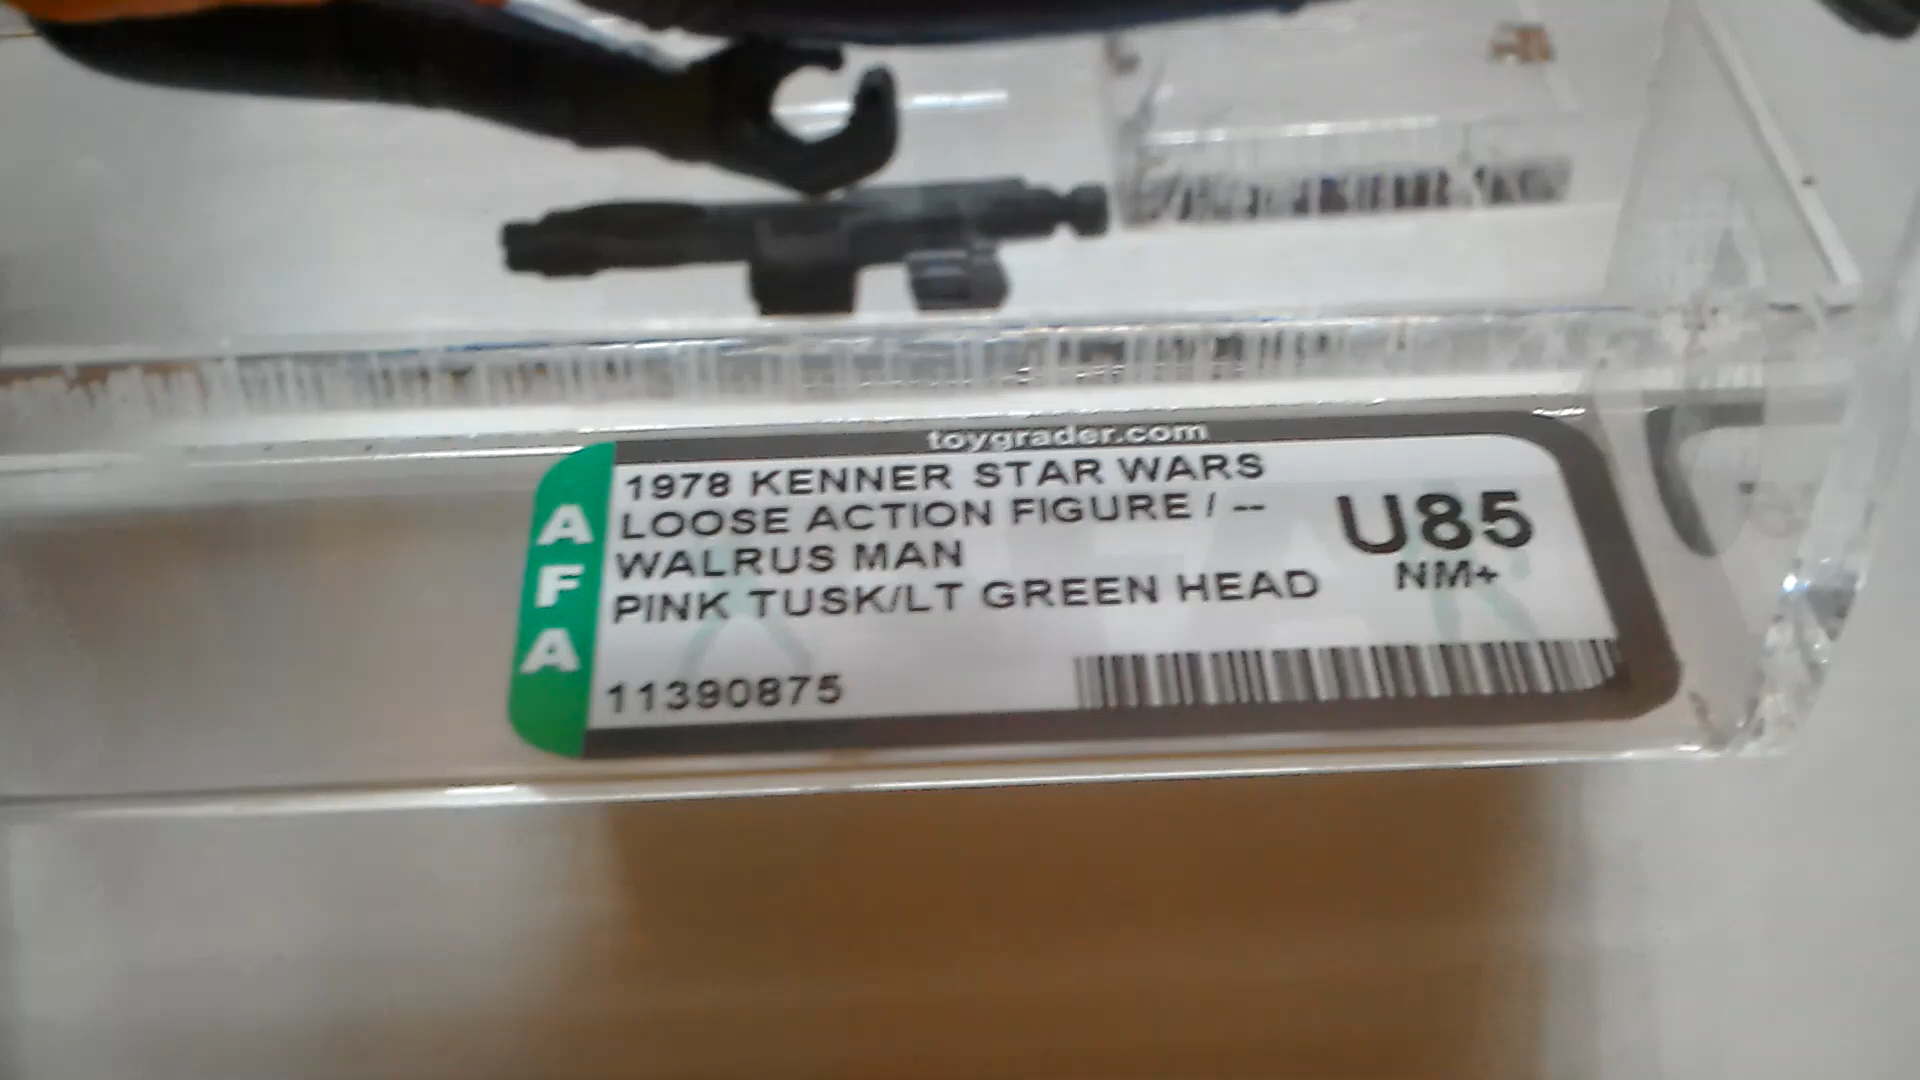 toygrader.com
AFA
1978 KENNER STAR WARS
LOOSE ACTION FIGURE / --
WALRUS MAN
PINK TUSK/LT GREEN HEAD
U85
NM+
11390875